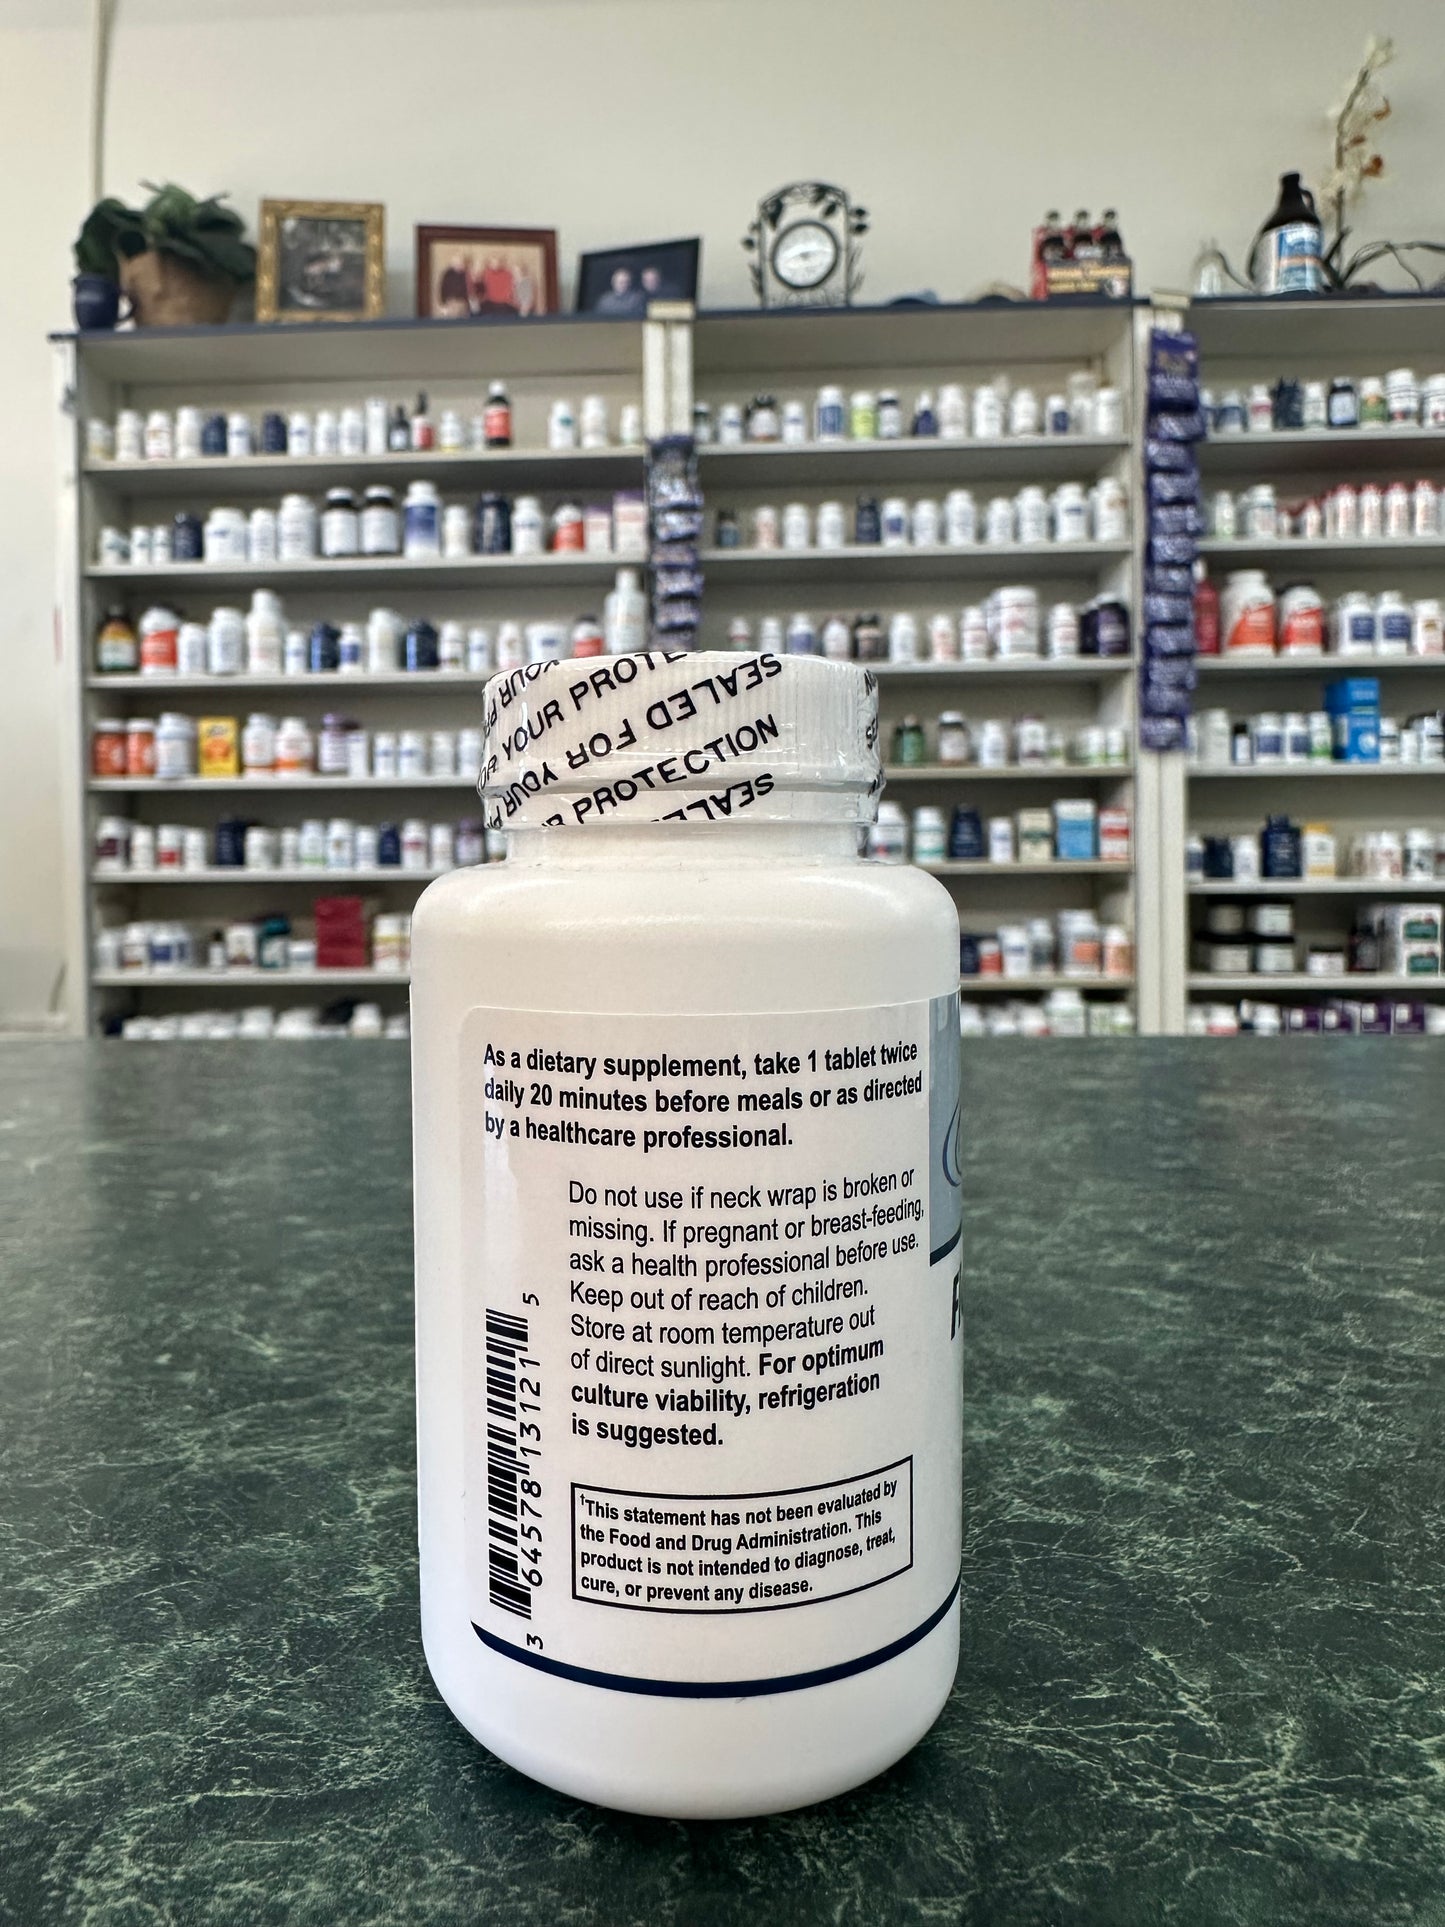 YOUR
YOUR PROTE
SEALED FOR YOUR
PROTECTION
SEALE
As a dietary supplement, take 1 tablet twice
daily 20 minutes before meals or as directed
by a healthcare professional.
Do not use if neck wrap is broken or
missing. If pregnant or breast-feeding,
ask a health professional before use.
Keep out of reach of children.
Store at room temperature out
of direct sunlight. For optimum
culture viability, refrigeration
is suggested.
3 64578 13121 5
†This statement has not been evaluated by
the Food and Drug Administration. This
product is not intended to diagnose, treat,
cure, or prevent any disease.